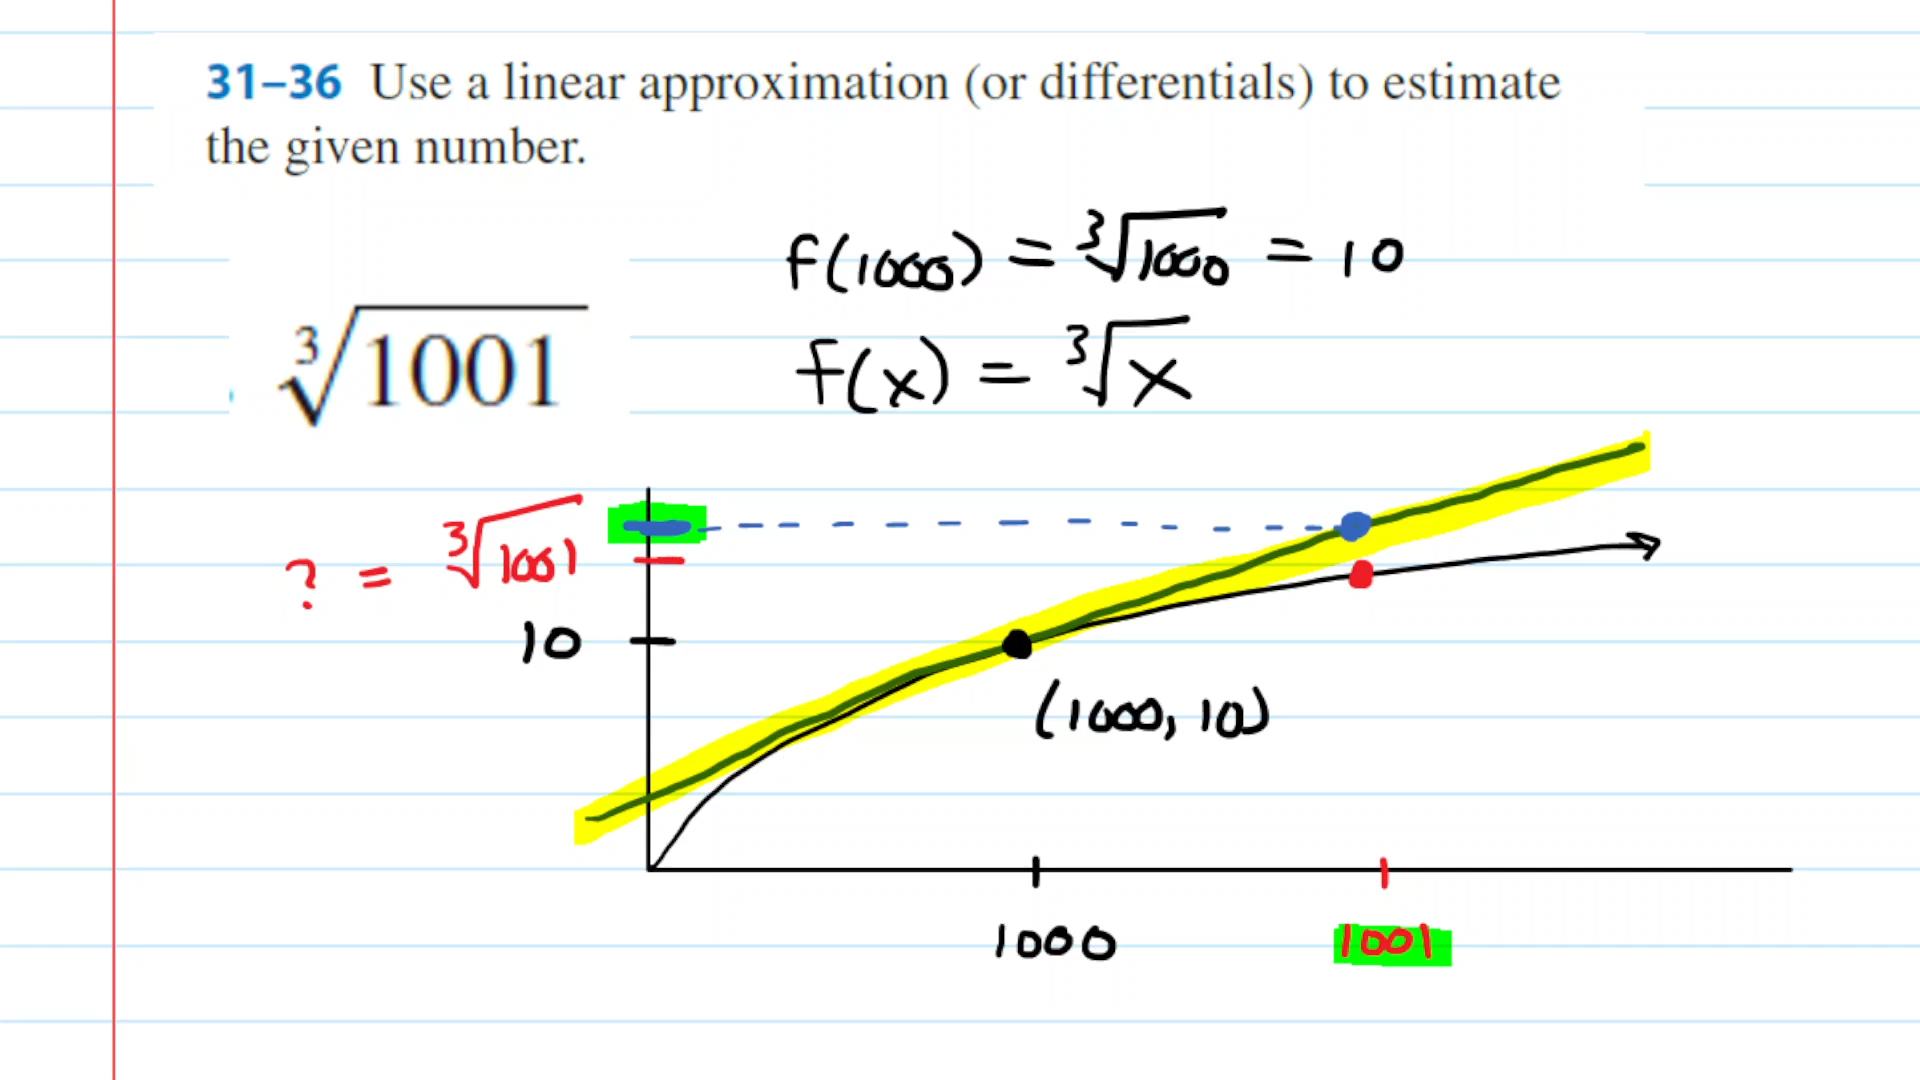 31–36 Use a linear approximation (or differentials) to estimate
the given number.
f(1000) = ∛1000 = 10
∛1001
f(x) = ∛x
? = ∛1001
10
(1000, 10)
1000
1001